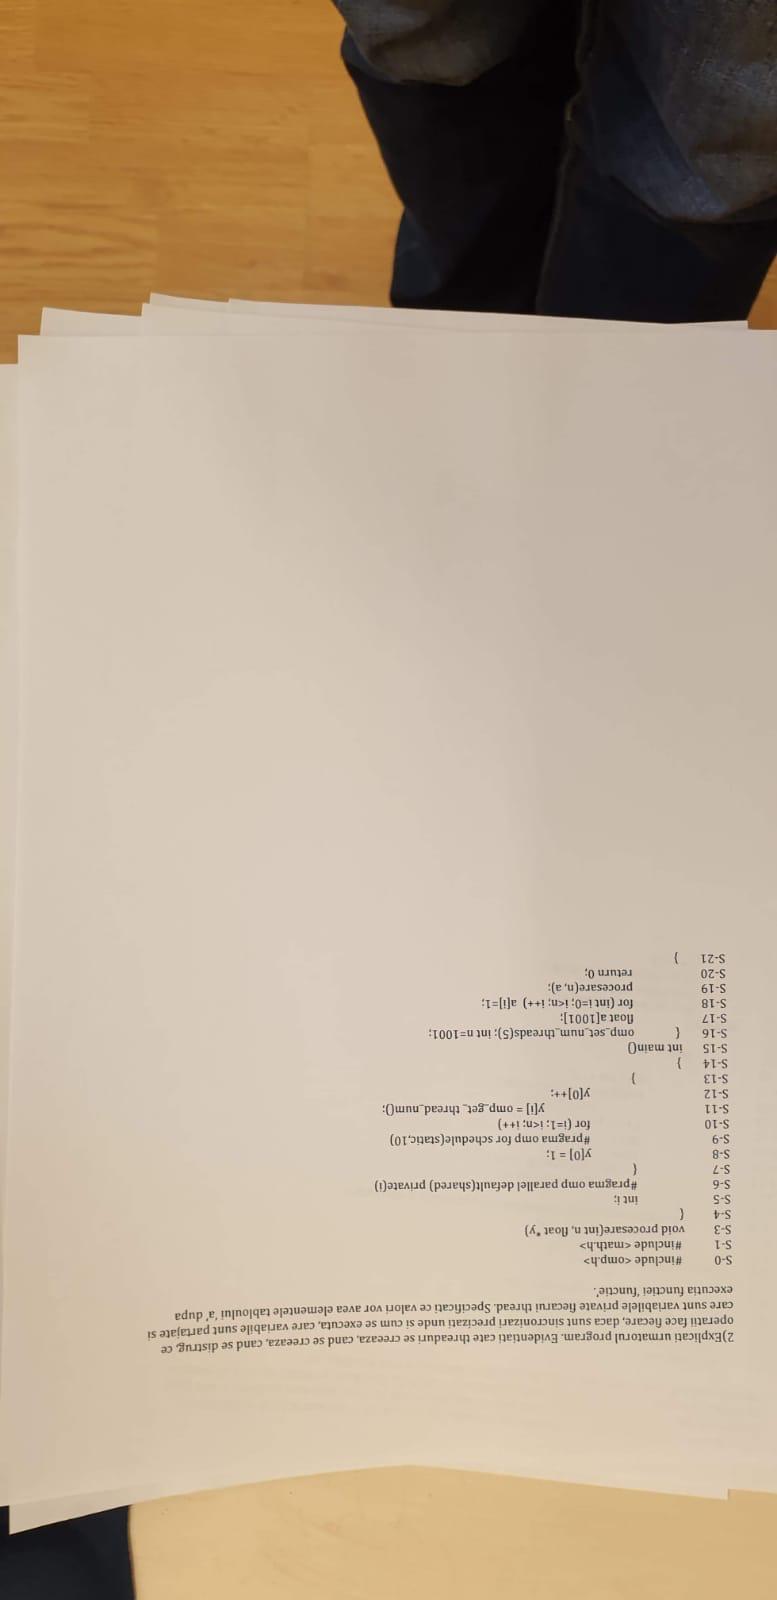 2)Explicati urmatorul program. Evidentiati cate threaduri se creeaza, cand se creeaza, cand se distrug, ce
operatii face fiecare, daca sunt sincronizari precizati unde si cum se executa, care variabile sunt partajate si
care sunt variabilele private fiecarui thread. Specificati ce valori vor avea elementele tabloului 'a' dupa
executia functiei 'functie'.
S-0 #include <omp.h>
S-1 #include <math.h>
S-3 void procesare(int n, float *y)
S-4 {
S-5 int i;
S-6 #pragma omp parallel default(shared) private(i)
S-7 {
S-8 y[0] = 1;
S-9 #pragma omp for schedule(static,10)
S-10 for (i=1; i<n; i++)
S-11 y[i] = omp_get_ thread_num();
S-12 y[0]++;
S-13 }
S-14 }
S-15 int main()
S-16 { omp_set_num_threads(5); int n=1001;
S-17 float a[1001];
S-18 for (int i=0; i<n; i++) a[i]=1;
S-19 procesare(n, a);
S-20 return 0;
S-21 }